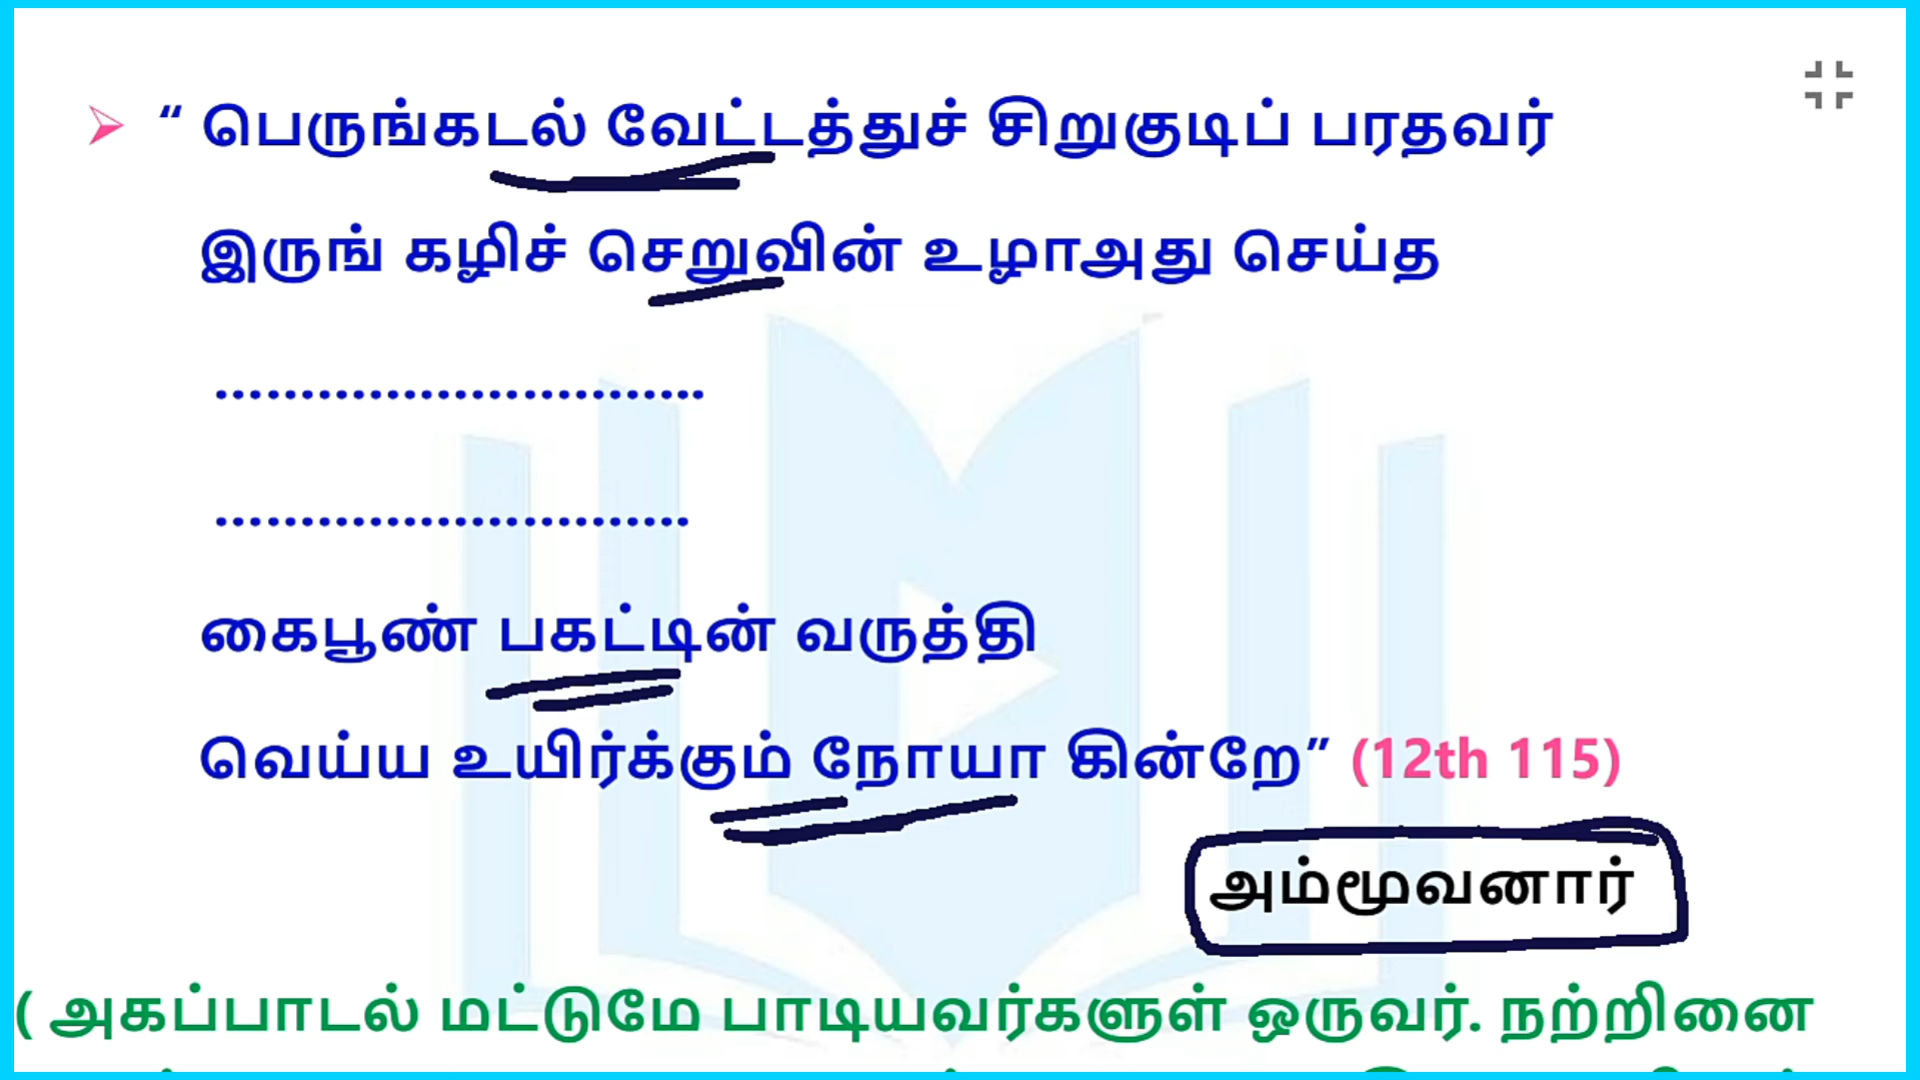 “ பெருங்கடல் வேட்டத்துச் சிறுகுடிப் பரதவர்
இருங் கழிச் செறுவின் உழாஅது செய்த
.............................
............................
கைபூண் பகட்டின் வருத்தி
வெய்ய உயிர்க்கும் நோயா கின்றே” (12th 115)
அம்மூவனார்
( அகப்பாடல் மட்டுமே பாடியவர்களுள் ஒருவர். நற்றினை